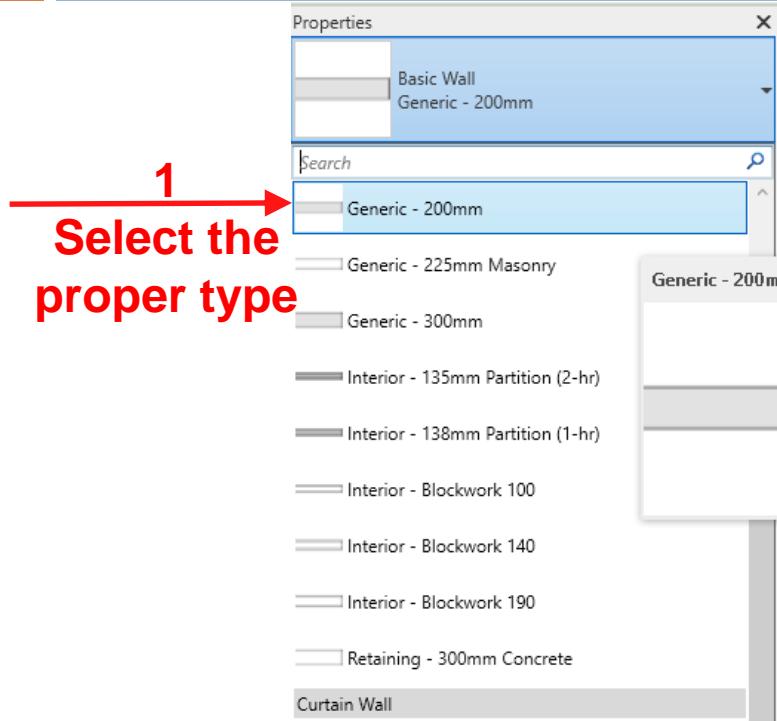 Properties
Basic Wall
Generic - 200mm
Search
1
Select the
proper type
Generic - 200mm
Generic - 225mm Masonry
Generic - 200m
Generic - 300mm
Interior - 135mm Partition (2-hr)
Interior - 138mm Partition (1-hr)
Interior - Blockwork 100
Interior - Blockwork 140
Interior - Blockwork 190
Retaining - 300mm Concrete
Curtain Wall